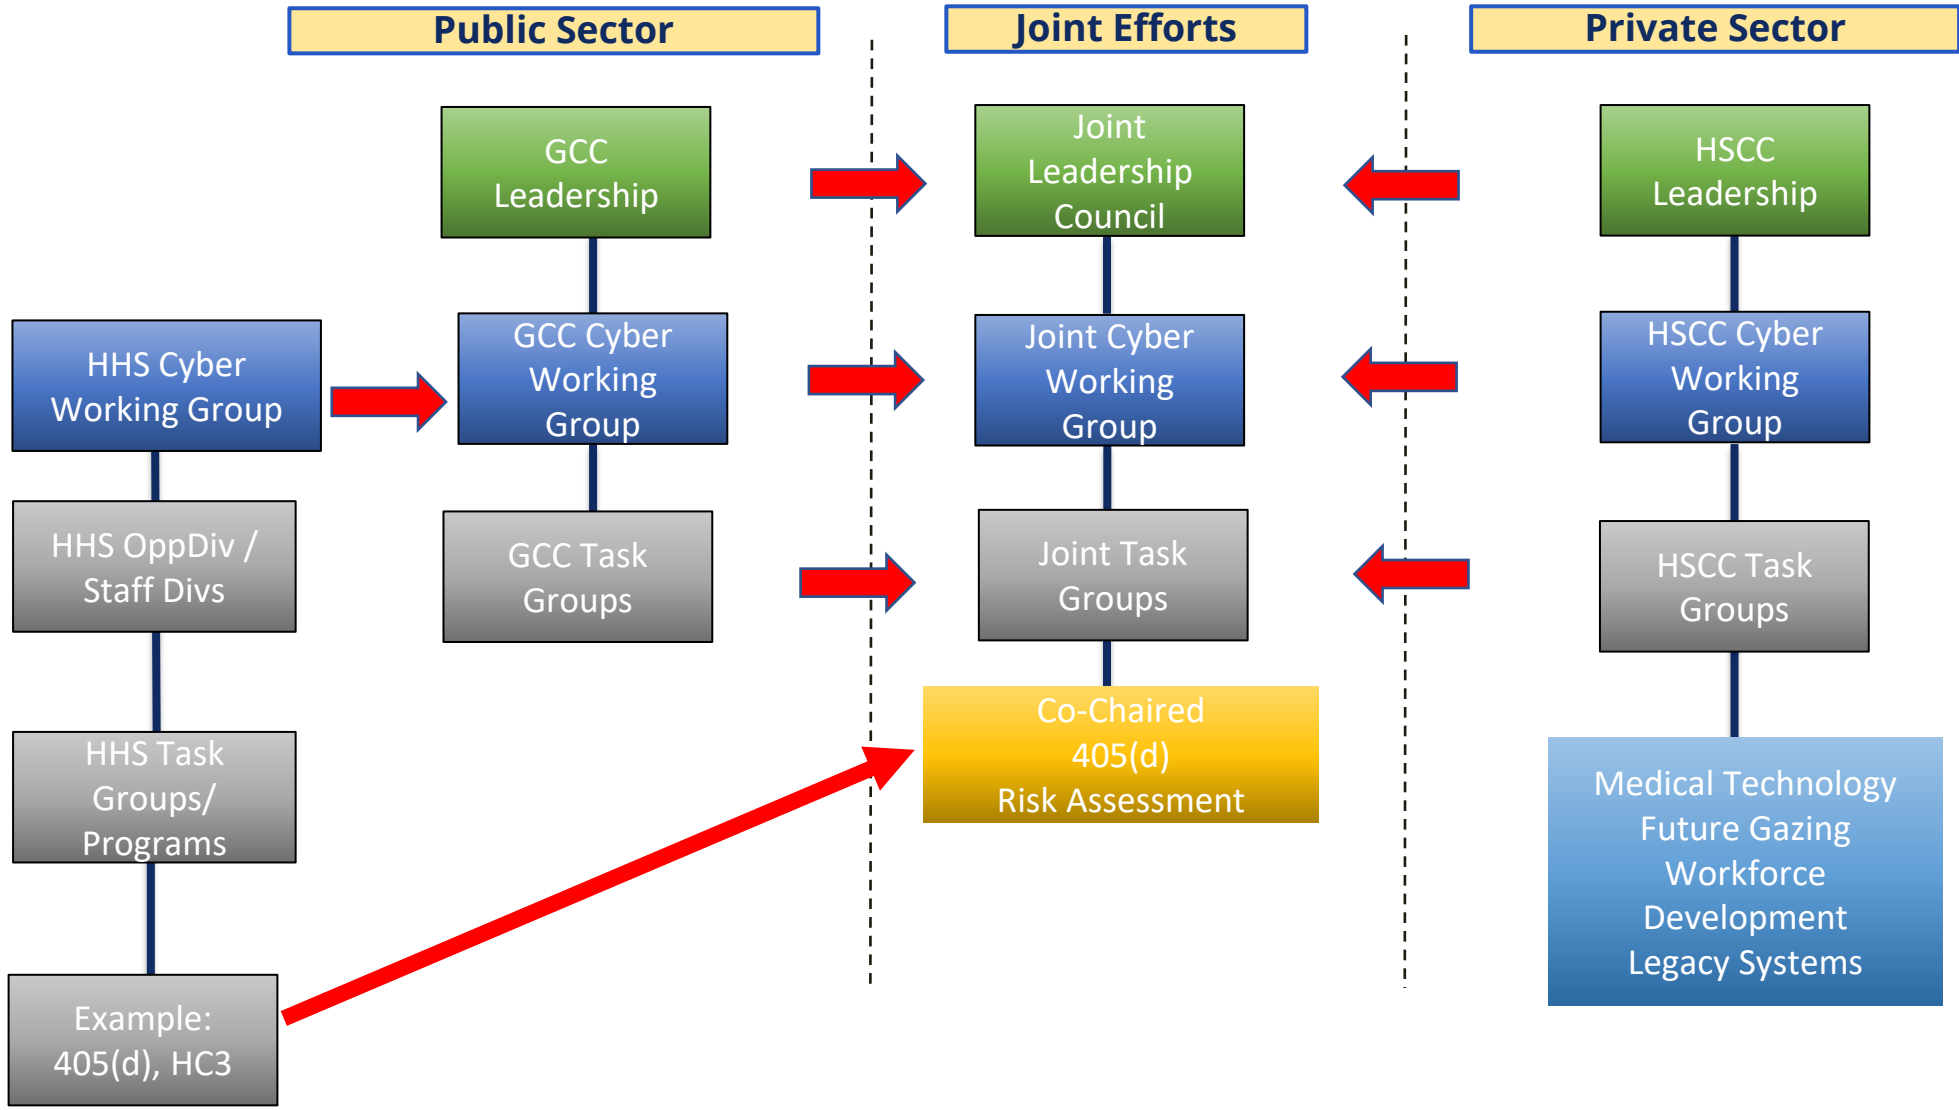 Public Sector
Joint Efforts
Private Sector
GCC
Leadership
Joint
Leadership
Council
HSCC
Leadership
HHS Cyber
Working Group
GCC Cyber
Working
Group
Joint Cyber
Working
Group
HSCC Cyber
Working
Group
HHS OppDiv /
Staff Divs
GCC Task
Groups
Joint Task
Groups
HSCC Task
Groups
HHS Task
Groups/
Programs
Co-Chaired
405(d)
Risk Assessment
Medical Technology
Future Gazing
Workforce
Development
Legacy Systems
Example:
405(d), HC3